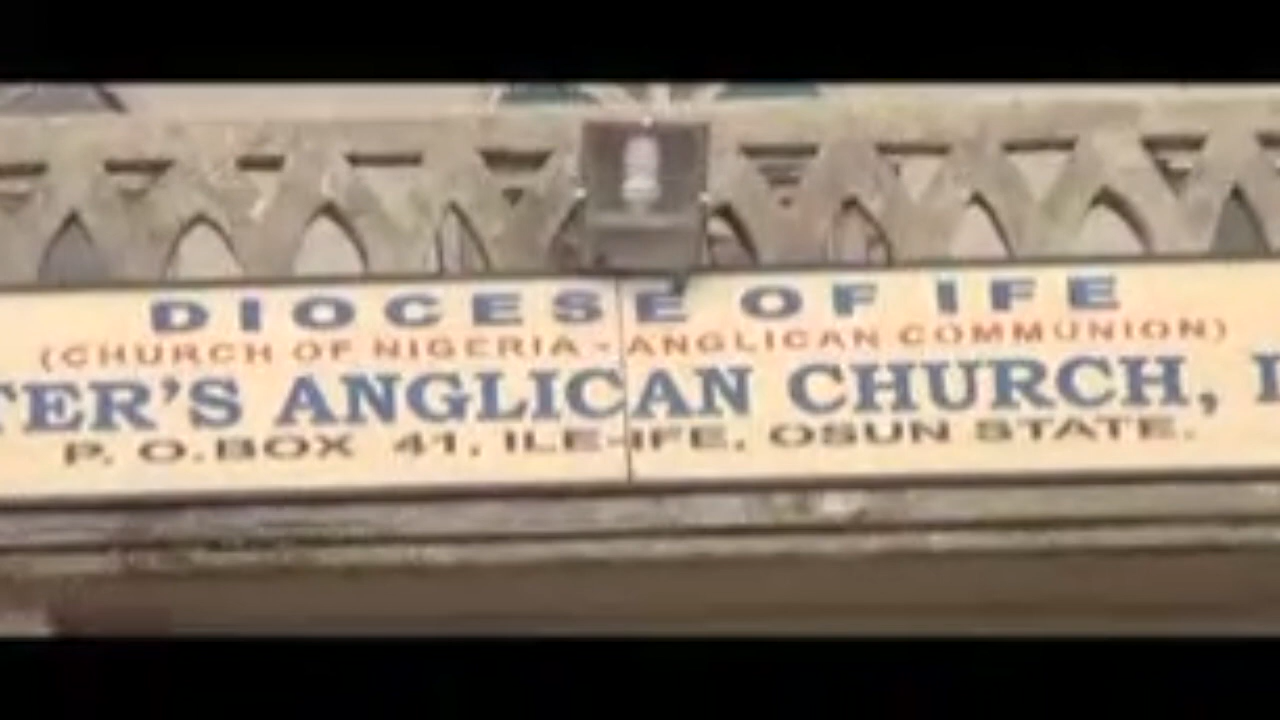 DIOCESE OF IFE
(CHURCH OF NIGERIA - ANGLICAN COMMUNION)
TER'S ANGLICAN CHURCH,
P. O. BOX 41, ILE-IFE, OSUN STATE.